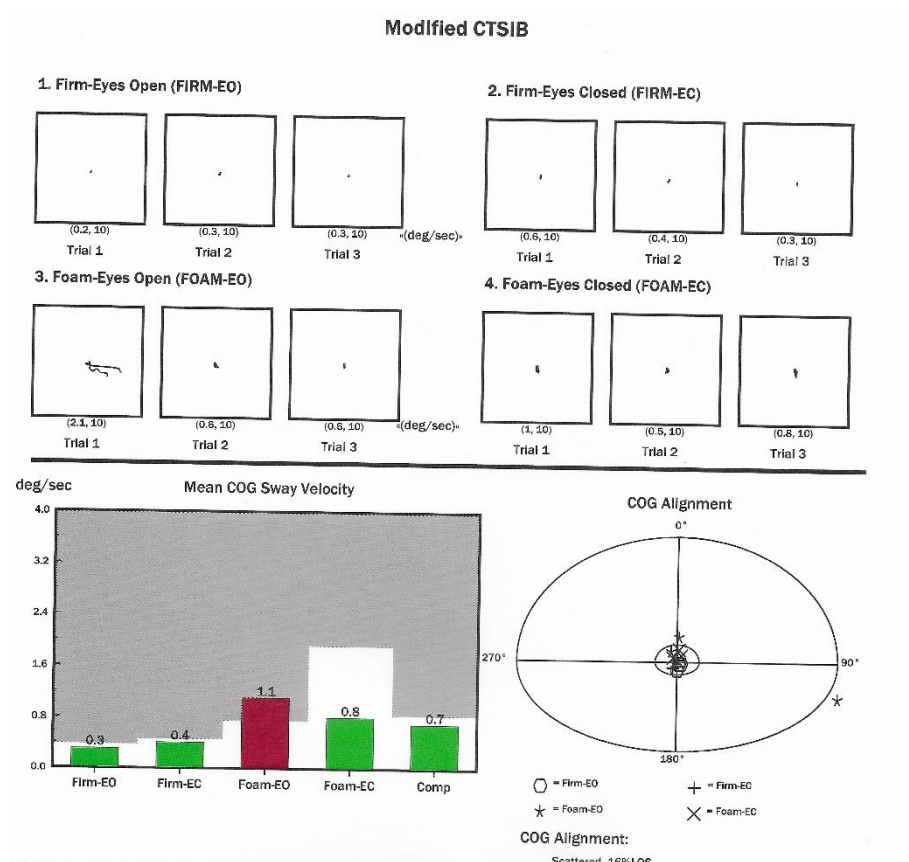 Modified CTSIB
1. Firm-Eyes Open (FIRM-EO)
(0.2, 10)
(0.3, 10)
(0.3, 10)
«(deg/sec)»
Trial 1
Trial 2
Trial 3
2. Firm-Eyes Closed (FIRM-EC)
(0.6, 10)
(0.4, 10)
(0.3, 10)
Trial 1
Trial 2
Trial 3
3. Foam-Eyes Open (FOAM-EO)
(2.1, 10)
(0.6, 10)
(0.6, 10)
«(deg/sec)»
Trial 1
Trial 2
Trial 3
4. Foam-Eyes Closed (FOAM-EC)
(1, 10)
(0.5, 10)
(0.8, 10)
Trial 1
Trial 2
Trial 3
deg/sec
Mean COG Sway Velocity
4.0
3.2
2.4
1.6
0.8
0.0
0.3
0.4
1.1
0.8
0.7
Firm-EO
Firm-EC
Foam-EO
Foam-EC
Comp
COG Alignment
0°
270°
90°
180°
= Firm-EO
= Firm-EC
= Foam-EO
= Foam-EC
COG Alignment:
Scattered, 16%LOS